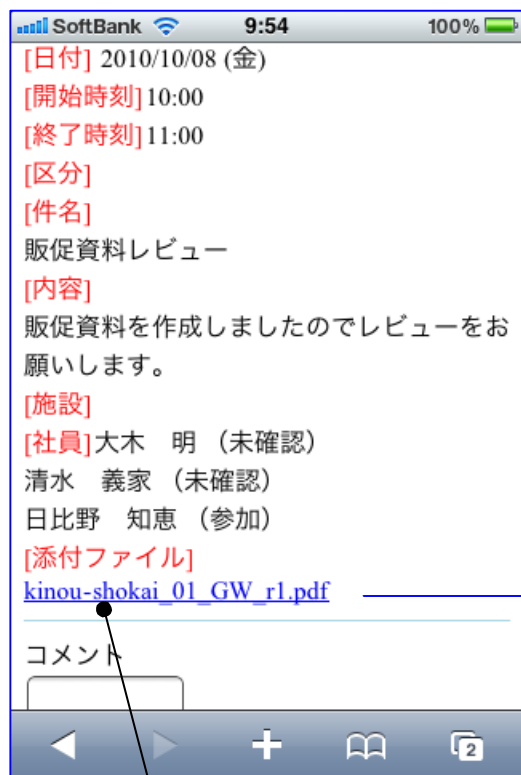 SoftBank 9:54 100%
[日付] 2010/10/08 (金)
[開始時刻]10:00
[終了時刻]11:00
[区分]
[件名]
販促資料レビュー
[内容]
販促資料を作成しましたのでレビューをお
願いします。
[施設]
[社員]大木　明 （未確認）
清水　義家 （未確認）
日比野　知恵 （参加）
[添付ファイル]
kinou-shokai_01_GW_r1.pdf
コメント
2